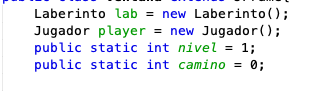 Laberinto lab = new Laberinto();
Jugador player = new Jugador();
public static int nivel = 1;
public static int camino = 0;